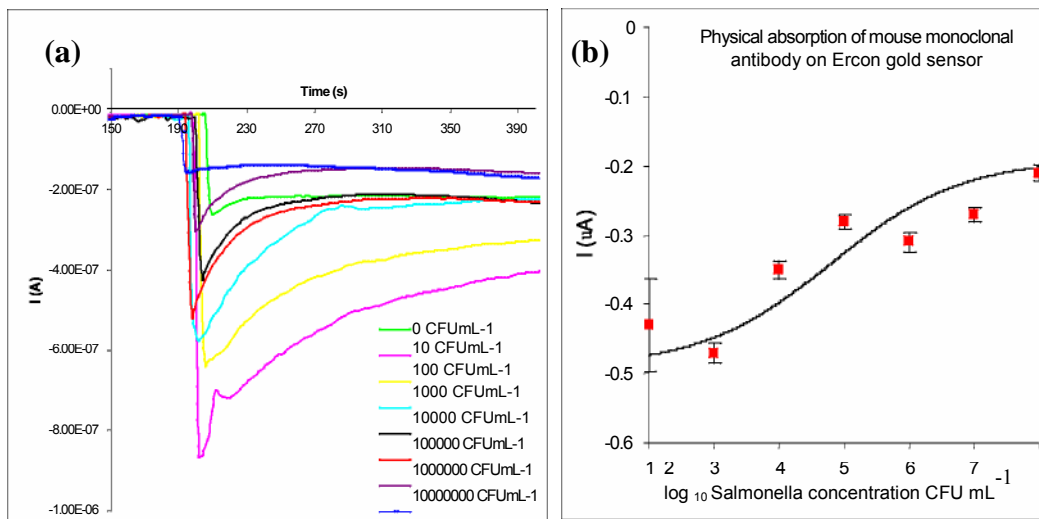 (a)
Time (s)
0.00E+00
150 190 230 270 310 350 390
-2.00E-07
-4.00E-07
-6.00E-07
-8.00E-07
-1.00E-06
I (A)
0 CFUmL-1
10 CFUmL-1
100 CFUmL-1
1000 CFUmL-1
10000 CFUmL-1
100000 CFUmL-1
1000000 CFUmL-1
10000000 CFUmL-1
(b)
Physical absorption of mouse monoclonal
antibody on Ercon gold sensor
0
-0.1
-0.2
-0.3
-0.4
-0.5
-0.6
I (uA)
1 2 3 4 5 6 7
log 10 Salmonella concentration CFU mL-1